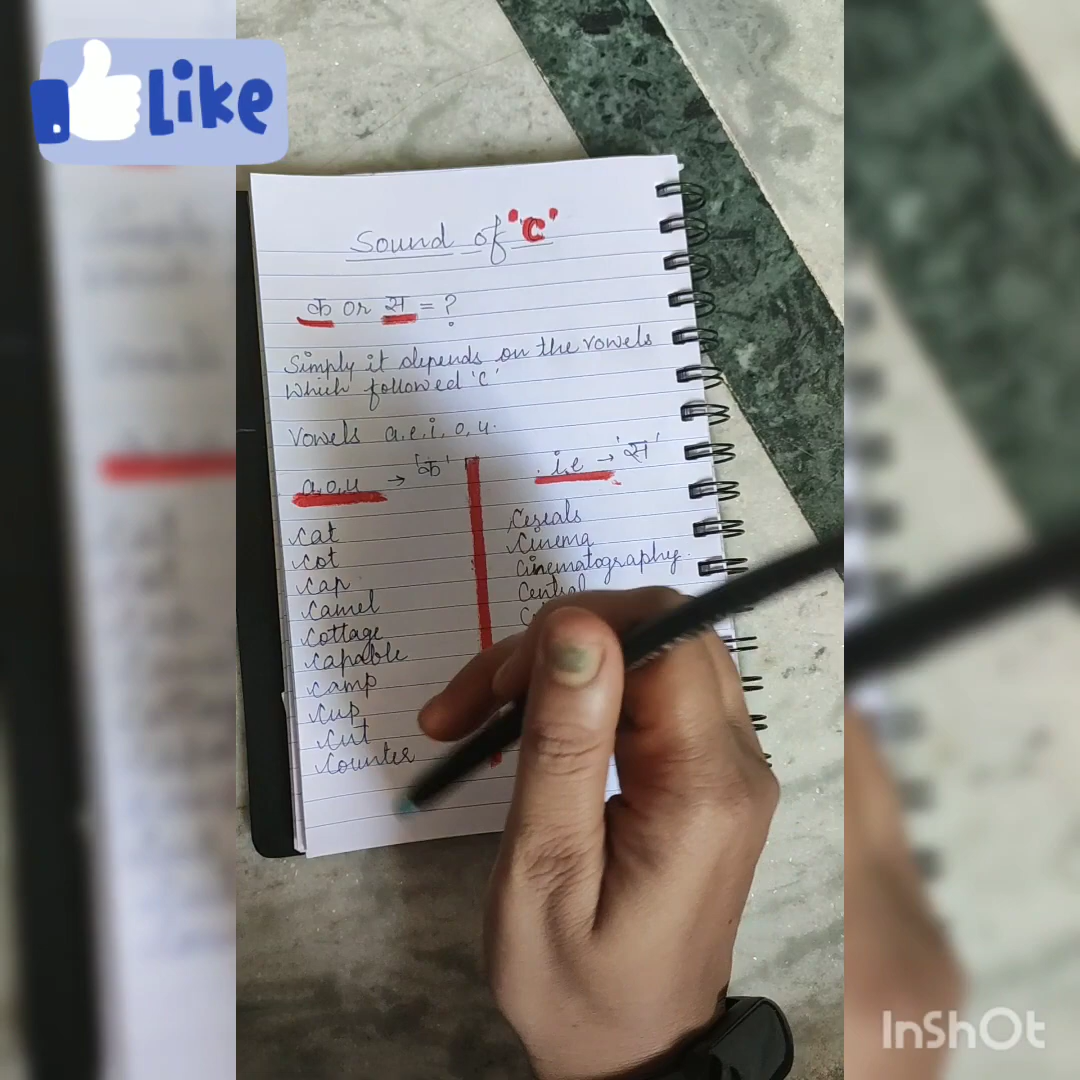 Like
Sound of 'C'
क or स = ?
Simply it depends on the vowels
which followed 'C'
Vowels a, e, i, o, u.
a, o, u → 'क'
i, e → 'स'
Cat
Cot
Cap
Camel
Cottage
Capable
Camp
Cup
Cut
Counter
Cereals
Cinema
Cinematography.
Central
InShOt